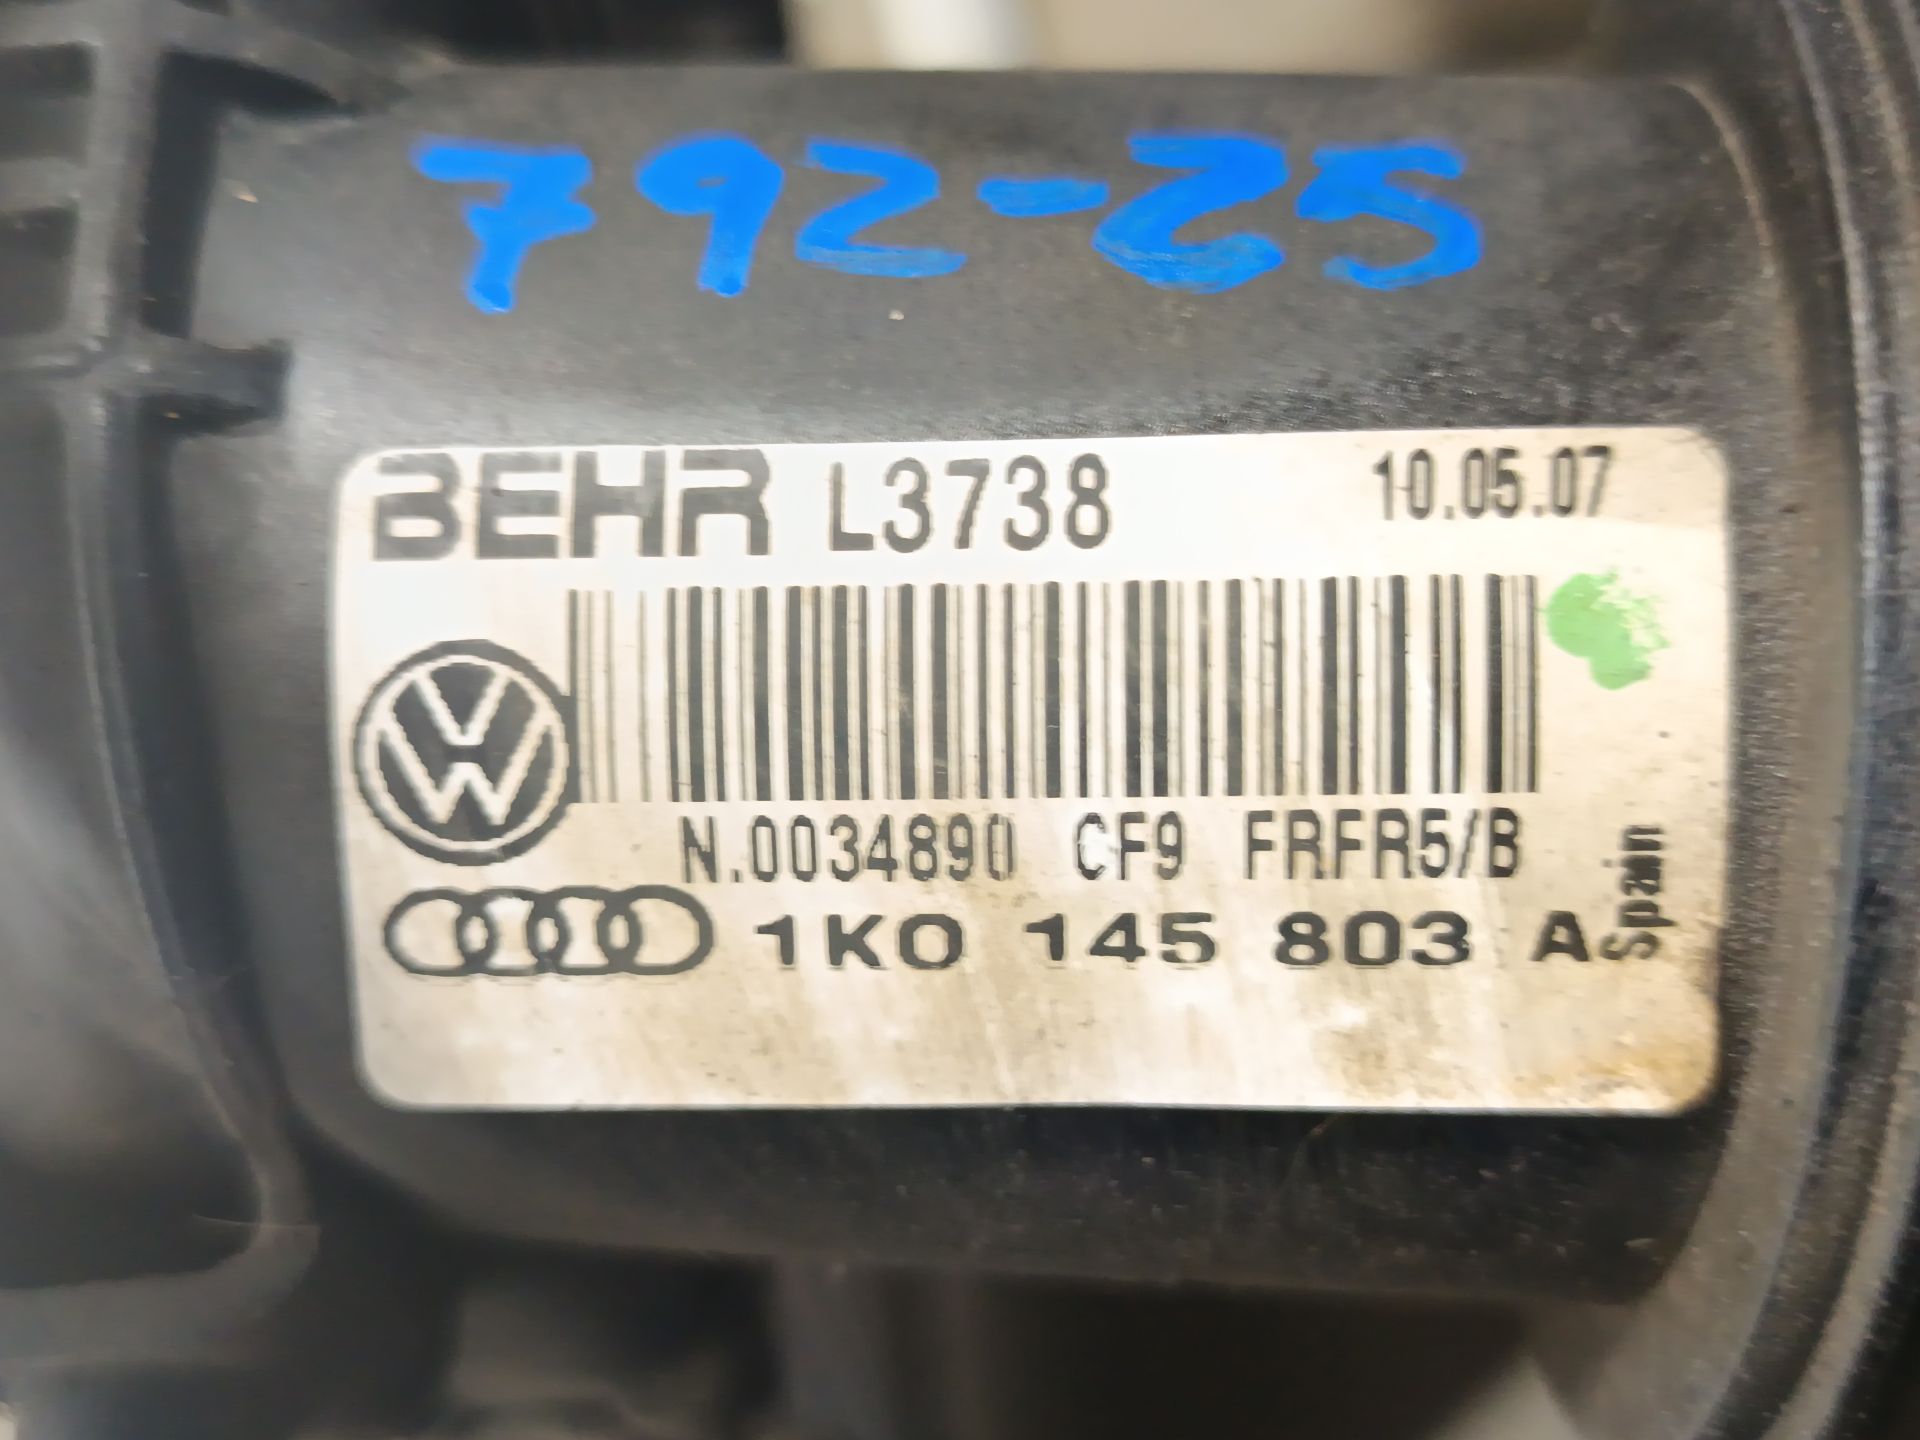 792-25
BEHR L3738 10.05.07
N.0034890 CF9 FRFR5/B
1K0 145 803 A
Spain